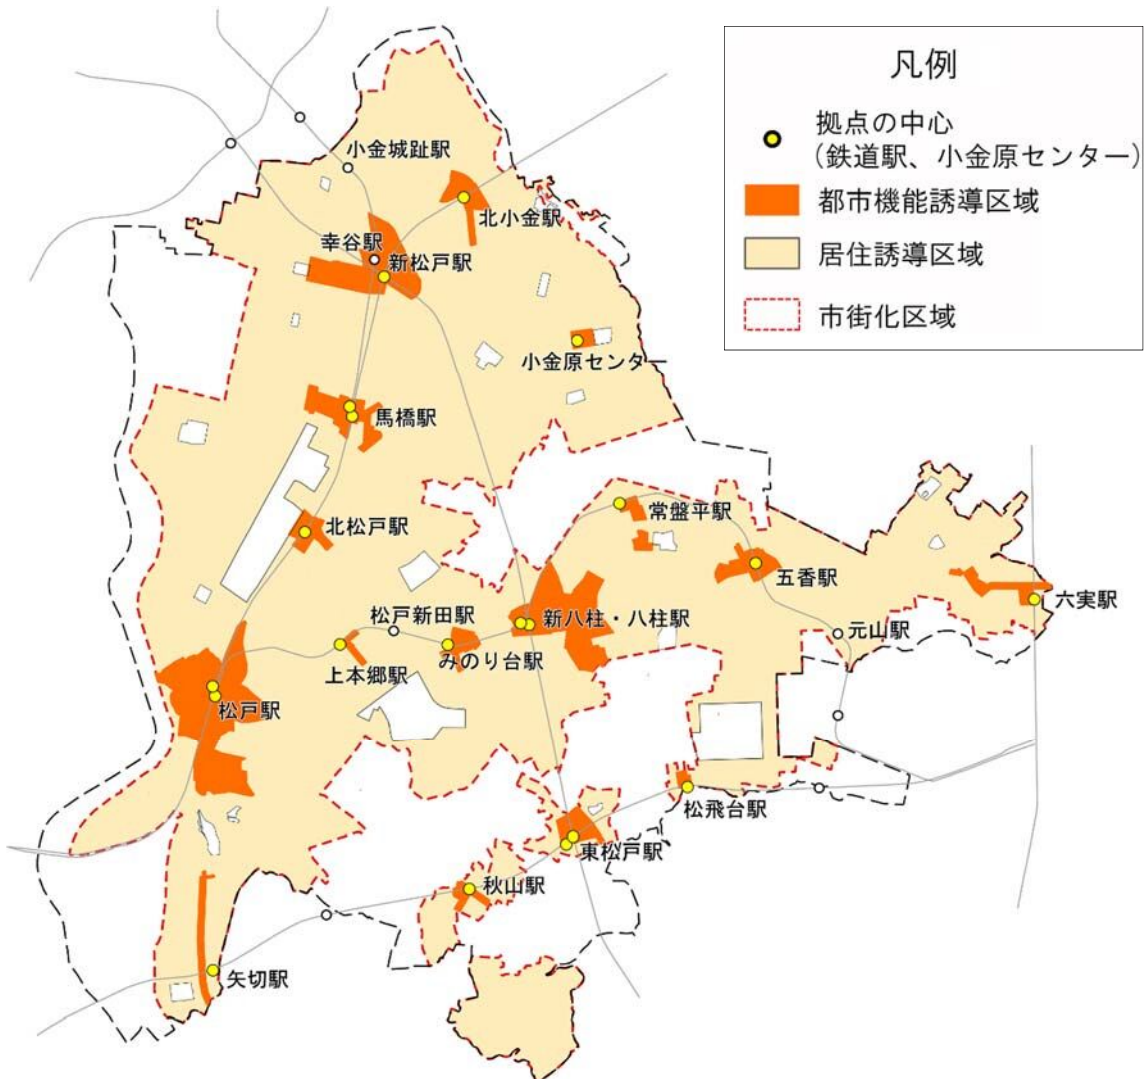 凡例
拠点の中心
(鉄道駅、小金原センター)
都市機能誘導区域
居住誘導区域
市街化区域
小金城趾駅
北小金駅
幸谷駅
新松戸駅
小金原センター
馬橋駅
常盤平駅
北松戸駅
五香駅
六実駅
松戸新田駅
新八柱・八柱駅
元山駅
みのり台駅
上本郷駅
松戸駅
松飛台駅
東松戸駅
秋山駅
矢切駅